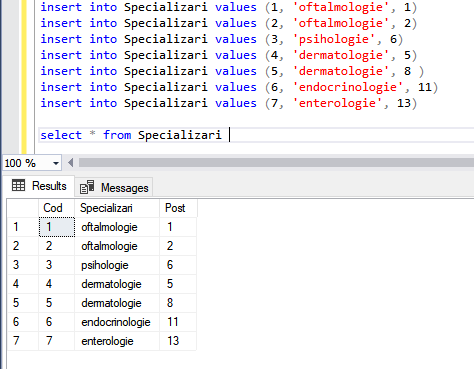 insert into Specializari values (1, 'oftalmologie', 1)
insert into Specializari values (2, 'oftalmologie', 2)
insert into Specializari values (3, 'psihologie', 6)
insert into Specializari values (4, 'dermatologie', 5)
insert into Specializari values (5, 'dermatologie', 8 )
insert into Specializari values (6, 'endocrinologie', 11)
insert into Specializari values (7, 'enterologie', 13)
select * from Specializari
100 %
Results Messages
Cod Specializari Post
1 1 oftalmologie 1
2 2 oftalmologie 2
3 3 psihologie 6
4 4 dermatologie 5
5 5 dermatologie 8
6 6 endocrinologie 11
7 7 enterologie 13